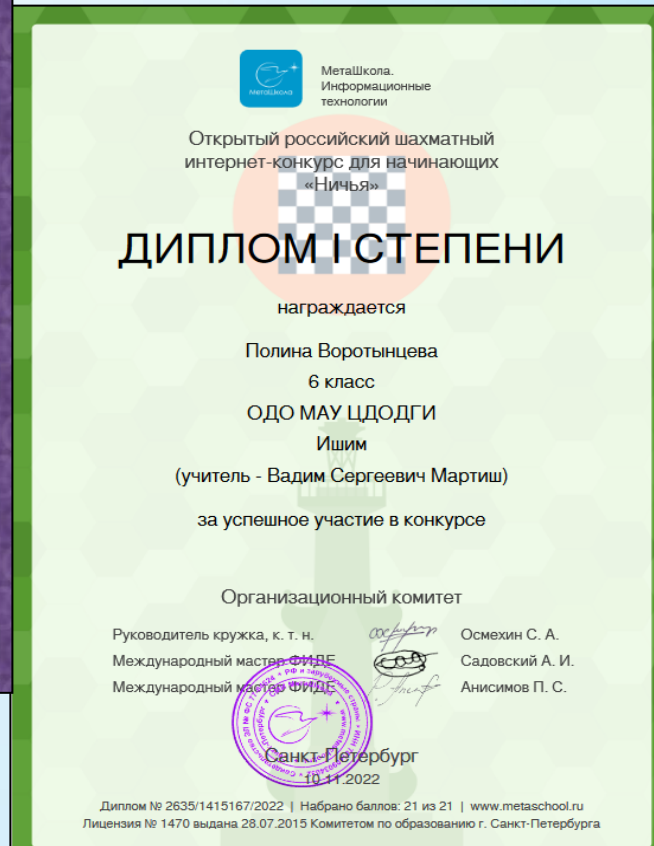 МетаШкола
МетаШкола.
Информационные
технологии
Открытый российский шахматный
интернет-конкурс для начинающих
«Ничья»
ДИПЛОМ I СТЕПЕНИ
награждается
Полина Воротынцева
6 класс
ОДО МАУ ЦДОДГИ
Ишим
(учитель - Вадим Сергеевич Мартиш)
за успешное участие в конкурсе
Организационный комитет
Руководитель кружка, к. т. н. Осмехин С. А.
Международный мастер ФИДЕ Садовский А. И.
Международный мастер ФИДЕ Анисимов П. С.
Санкт-Петербург
10.11.2022
Диплом № 2635/1415167/2022 | Набрано баллов: 21 из 21 | www.metaschool.ru
Лицензия № 1470 выдана 28.07.2015 Комитетом по образованию г. Санкт-Петербурга